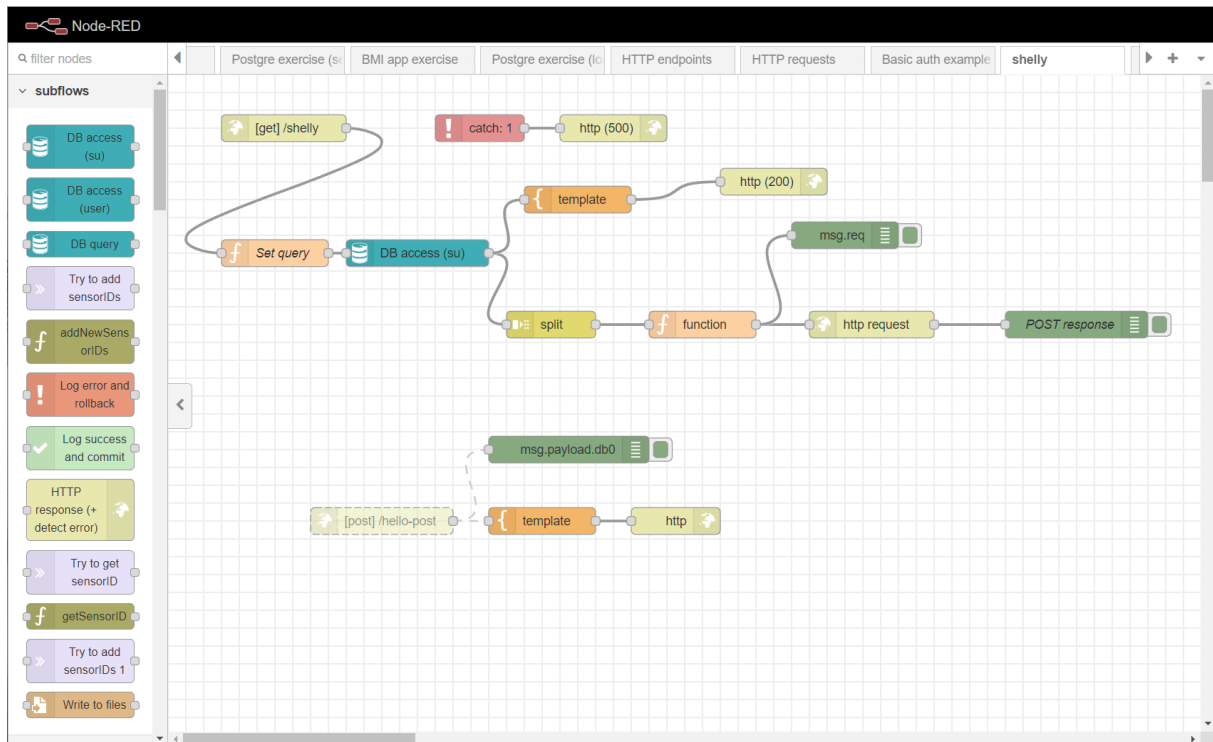 Node-RED
filter nodes
Postgre exercise (se
BMI app exercise
Postgre exercise (lo
HTTP endpoints
HTTP requests
Basic auth example
shelly
subflows
DB access
(su)
DB access
(user)
DB query
Try to add
sensorIDs
addNewSens
orIDs
Log error and
rollback
Log success
and commit
HTTP
response (+
detect error)
Try to get
sensorID
getSensorID
Try to add
sensorIDs 1
Write to files
[get] /shelly
catch: 1
http (500)
template
http (200)
msg.req
Set query
DB access (su)
split
function
http request
POST response
msg.payload.db0
[post] /hello-post
template
http